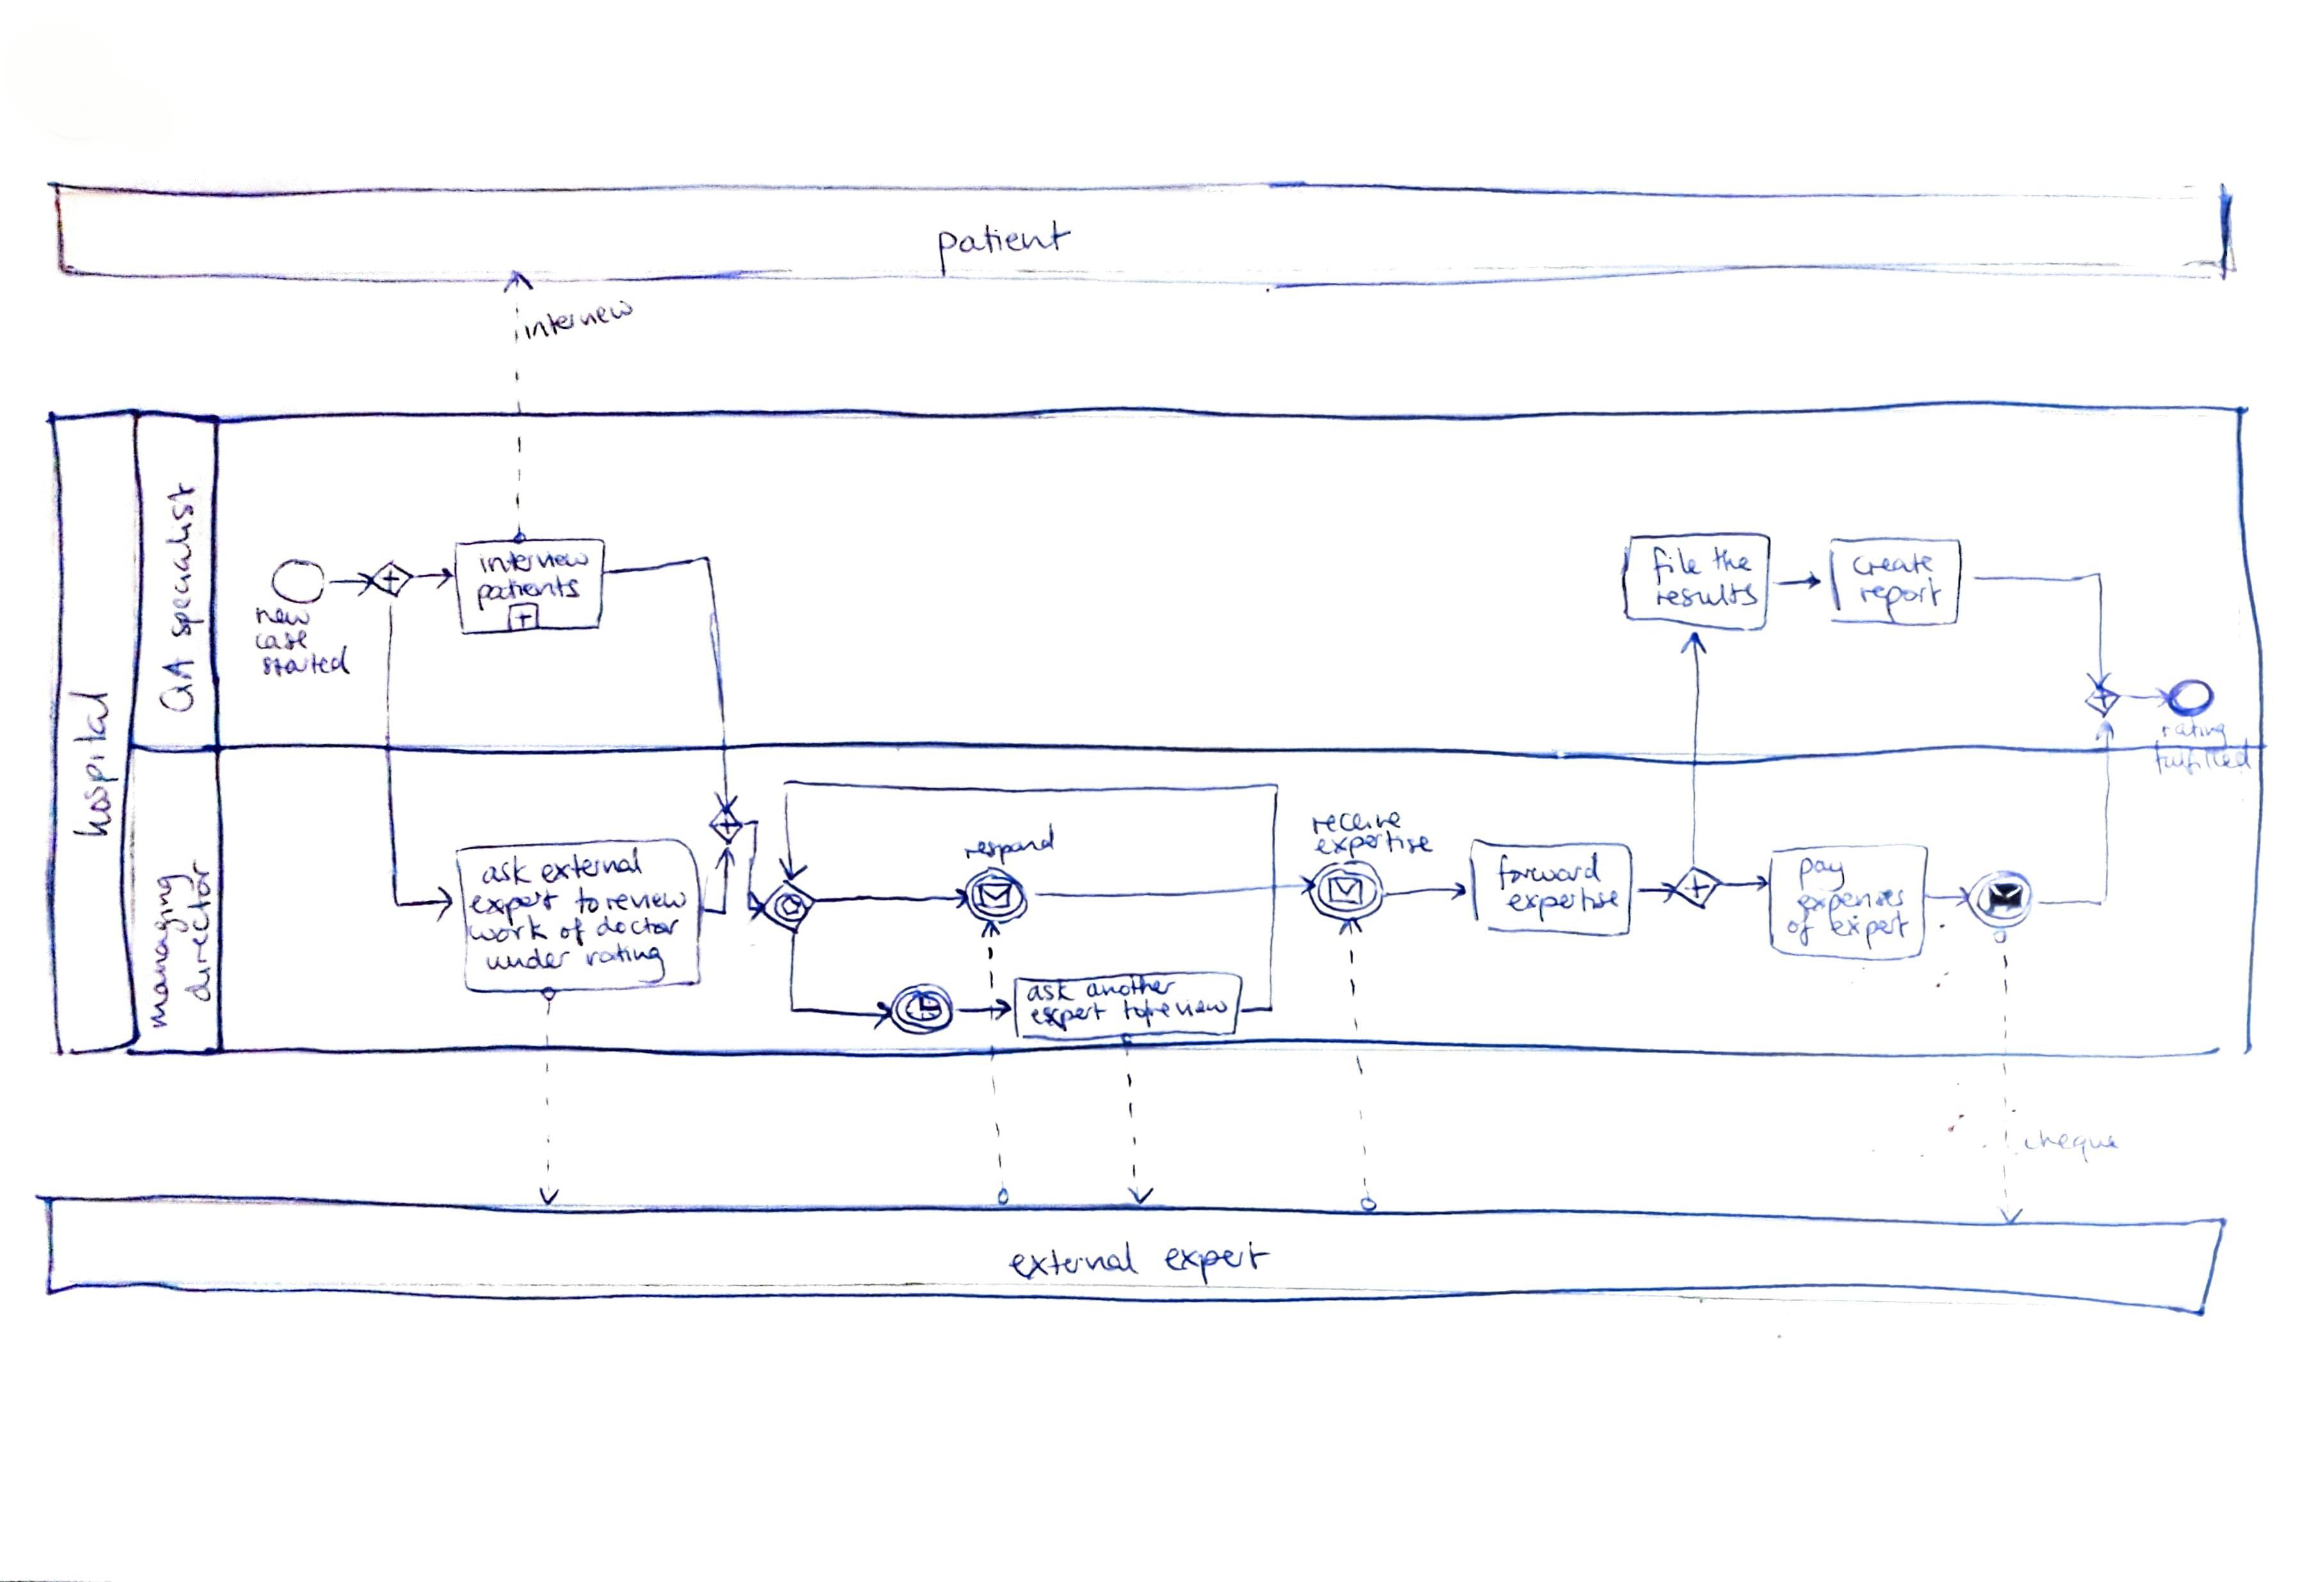 patient
interview
hospital
QA specialist
managing
director
new
case
started
interview
patients
file the
results
create
report
rating
fulfilled
ask external
expert to review
work of doctor
under rating
respond
ask another
expert to review
receive
expertise
forward
expertise
pay
expenses
of expert
cheque
external expert